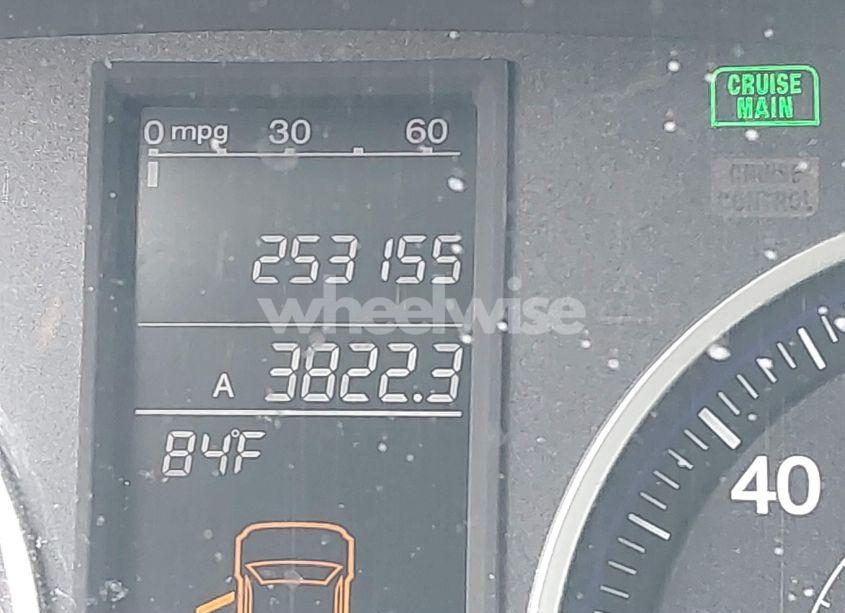 CRUISE
MAIN
0 mpg 30 60
CRUISE
CONTROL
253155
wheelwise
A 3822.3
84°F
40